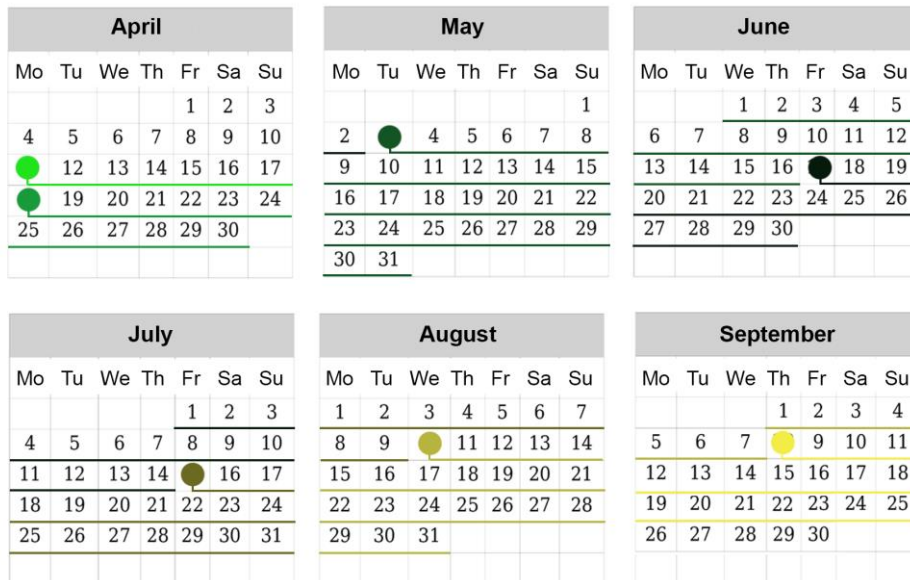 April
Mo Tu We Th Fr Sa Su
1 2 3
4 5 6 7 8 9 10
12 13 14 15 16 17
19 20 21 22 23 24
25 26 27 28 29 30
May
Mo Tu We Th Fr Sa Su
1
2 4 5 6 7 8
9 10 11 12 13 14 15
16 17 18 19 20 21 22
23 24 25 26 27 28 29
30 31
June
Mo Tu We Th Fr Sa Su
1 2 3 4 5
6 7 8 9 10 11 12
13 14 15 16 18 19
20 21 22 23 24 25 26
27 28 29 30
July
Mo Tu We Th Fr Sa Su
1 2 3
4 5 6 7 8 9 10
11 12 13 14 16 17
18 19 20 21 22 23 24
25 26 27 28 29 30 31
August
Mo Tu We Th Fr Sa Su
1 2 3 4 5 6 7
8 9 11 12 13 14
15 16 17 18 19 20 21
22 23 24 25 26 27 28
29 30 31
September
Mo Tu We Th Fr Sa Su
1 2 3 4
5 6 7 9 10 11
12 13 14 15 16 17 18
19 20 21 22 23 24 25
26 27 28 29 30